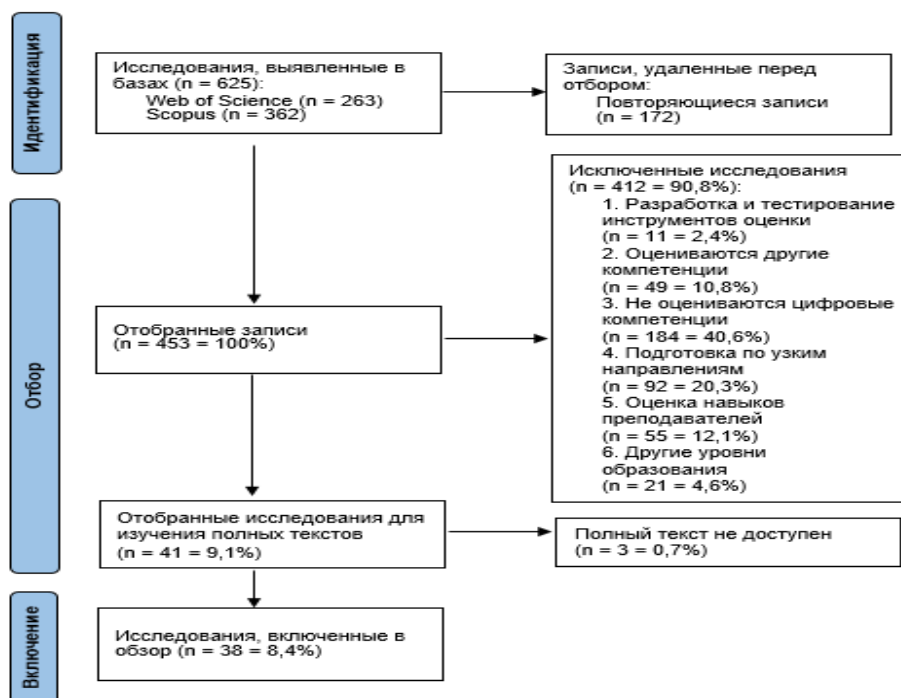 Идентификация
Исследования, выявленные в
базах (n = 625):
Web of Science (n = 263)
Scopus (n = 362)
Записи, удаленные перед
отбором:
Повторяющиеся записи
(n = 172)
Отбор
Отобранные записи
(n = 453 = 100%)
Исключенные исследования
(n = 412 = 90,8%):
1. Разработка и тестирование
инструментов оценки
(n = 11 = 2,4%)
2. Оцениваются другие
компетенции
(n = 49 = 10,8%)
3. Не оцениваются цифровые
компетенции
(n = 184 = 40,6%)
4. Подготовка по узким
направлениям
(n = 92 = 20,3%)
5. Оценка навыков
преподавателей
(n = 55 = 12,1%)
6. Другие уровни
образования
(n = 21 = 4,6%)
Отобранные исследования для
изучения полных текстов
(n = 41 = 9,1%)
Полный текст не доступен
(n = 3 = 0,7%)
Включение
Исследования, включенные в
обзор (n = 38 = 8,4%)